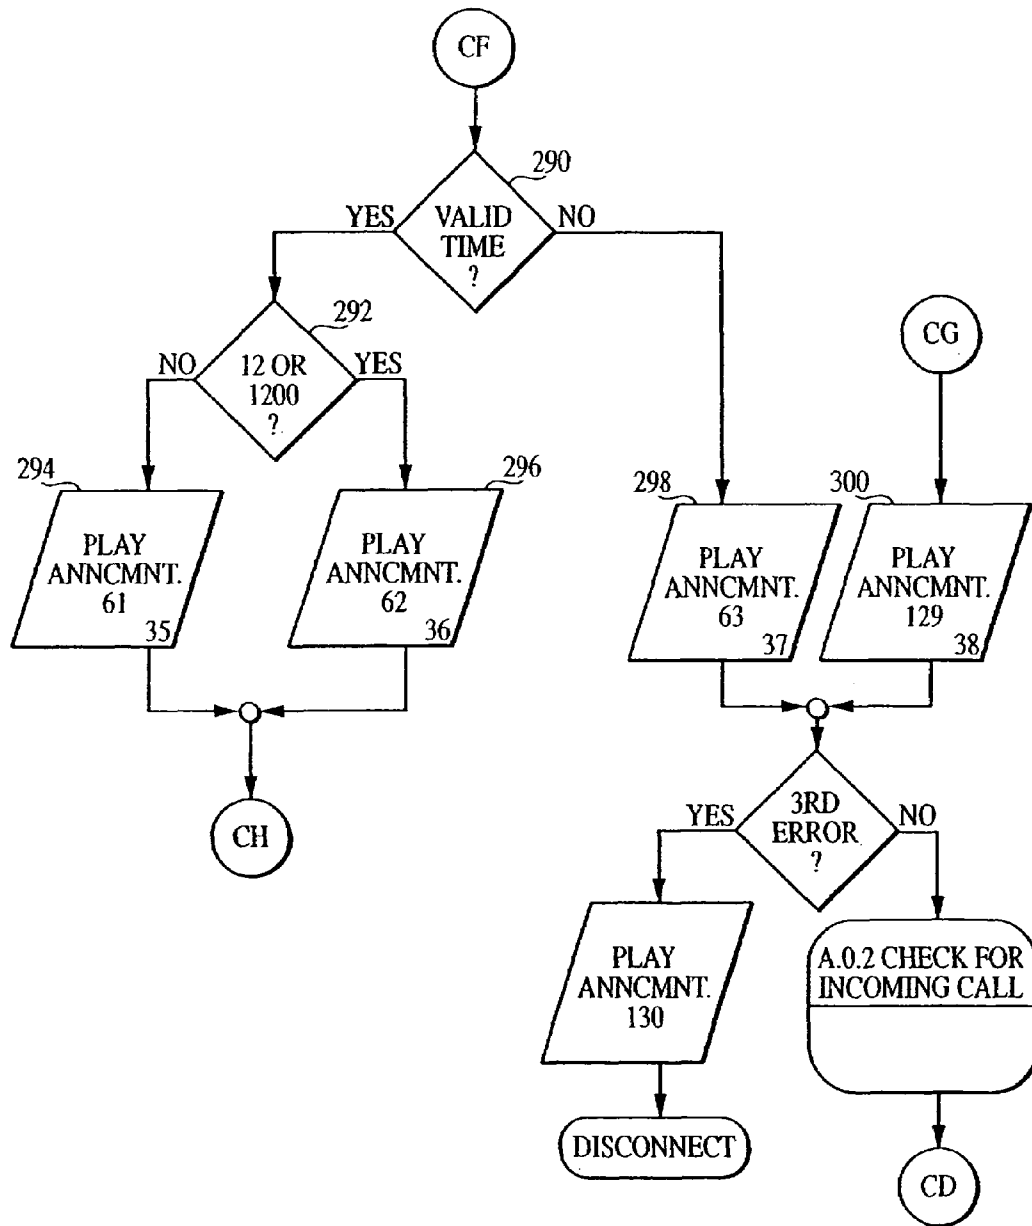 CF
290
YES
VALID
TIME
?
NO
292
NO
12 OR
1200
?
YES
CG
294
PLAY
ANNCMNT.
61
35
296
PLAY
ANNCMNT.
62
36
298
PLAY
ANNCMNT.
63
37
300
PLAY
ANNCMNT.
129
38
CH
YES
3RD
ERROR
?
NO
PLAY
ANNCMNT.
130
A.0.2 CHECK FOR
INCOMING CALL
DISCONNECT
CD